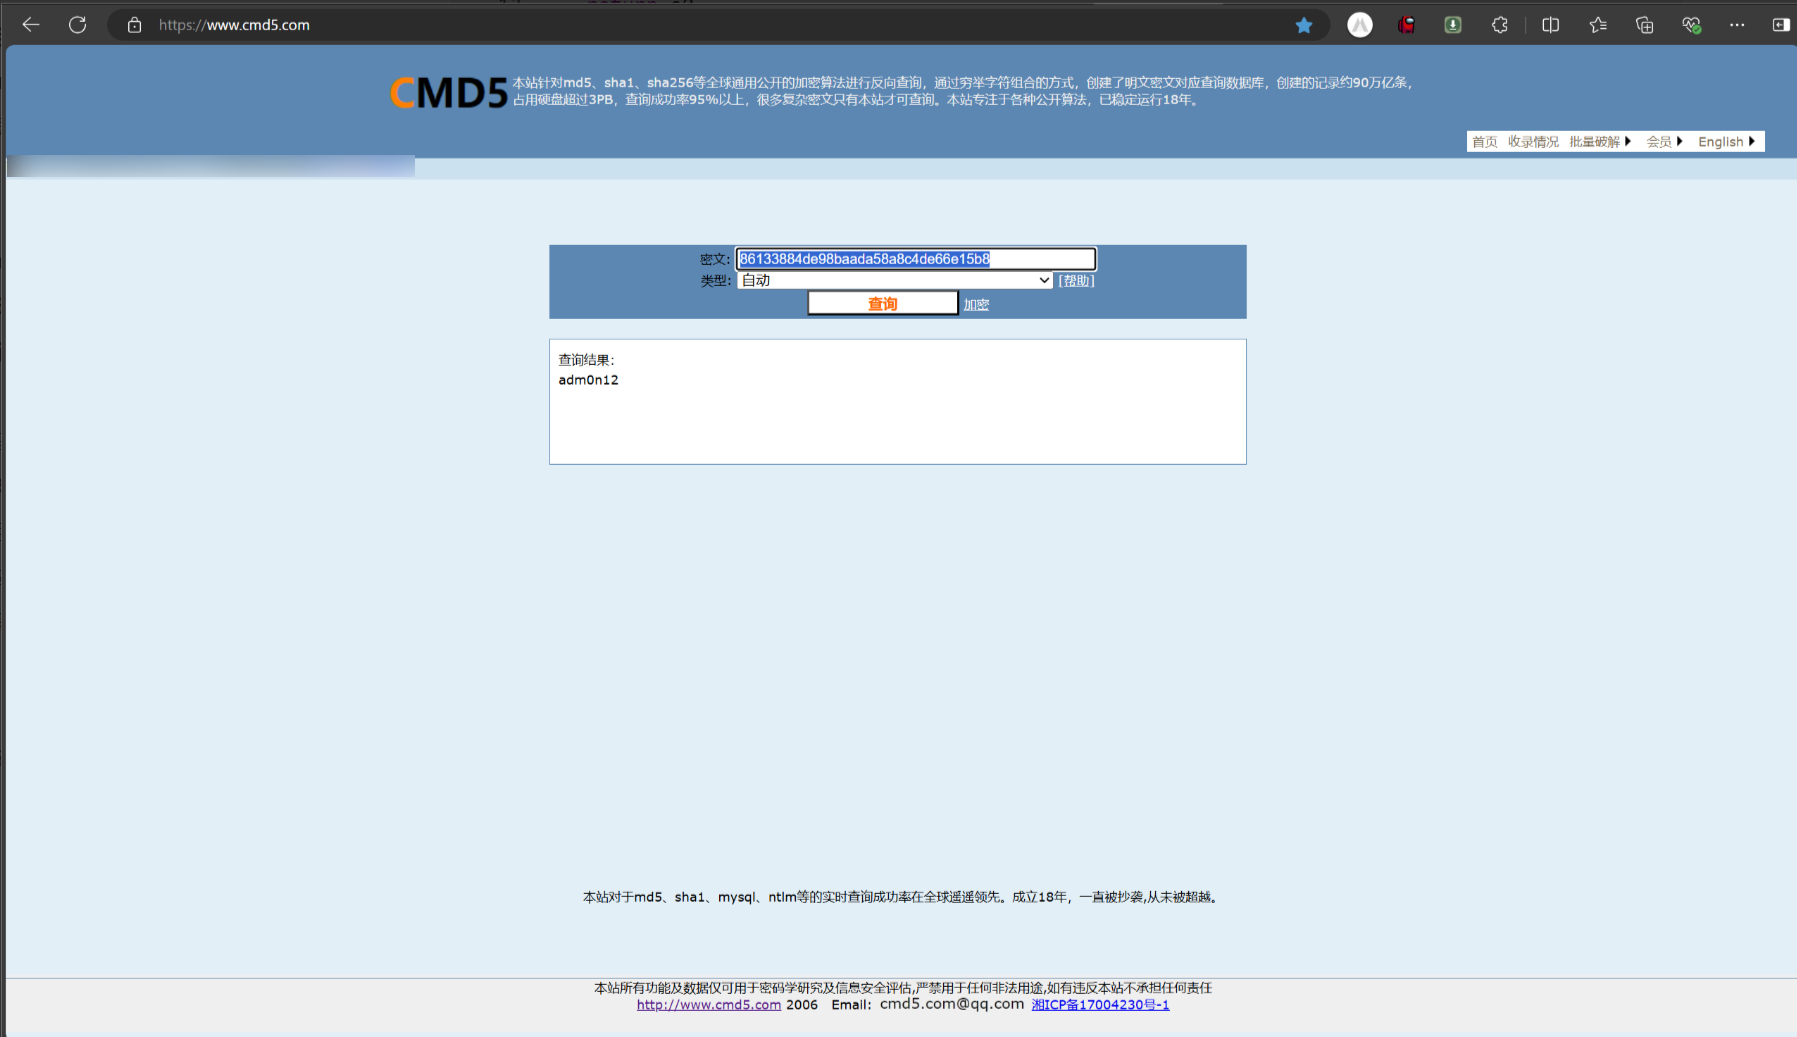 https://www.cmd5.com
CMD5
本站针对md5、sha1、sha256等全球通用公开的加密算法进行反向查询，通过穷举字符组合的方式，创建了明文密文对应查询数据库，创建的记录约90万亿条，
占用硬盘超过3PB，查询成功率95%以上，很多复杂密文只有本站才可查询。本站专注于各种公开算法，已稳定运行18年。
首页 收录情况 批量破解 会员 English
密文: 86133884de98baada58a8c4de66e15b8
类型: 自动 [帮助]
查询 加密
查询结果：
adm0n12
本站对于md5、sha1、mysql、ntlm等的实时查询成功率在全球遥遥领先。成立18年，一直被抄袭,从未被超越。
本站所有功能及数据仅可用于密码学研究及信息安全评估,严禁用于任何非法用途,如有违反本站不承担任何责任
http://www.cmd5.com 2006 Email: cmd5.com@qq.com 湘ICP备17004230号-1